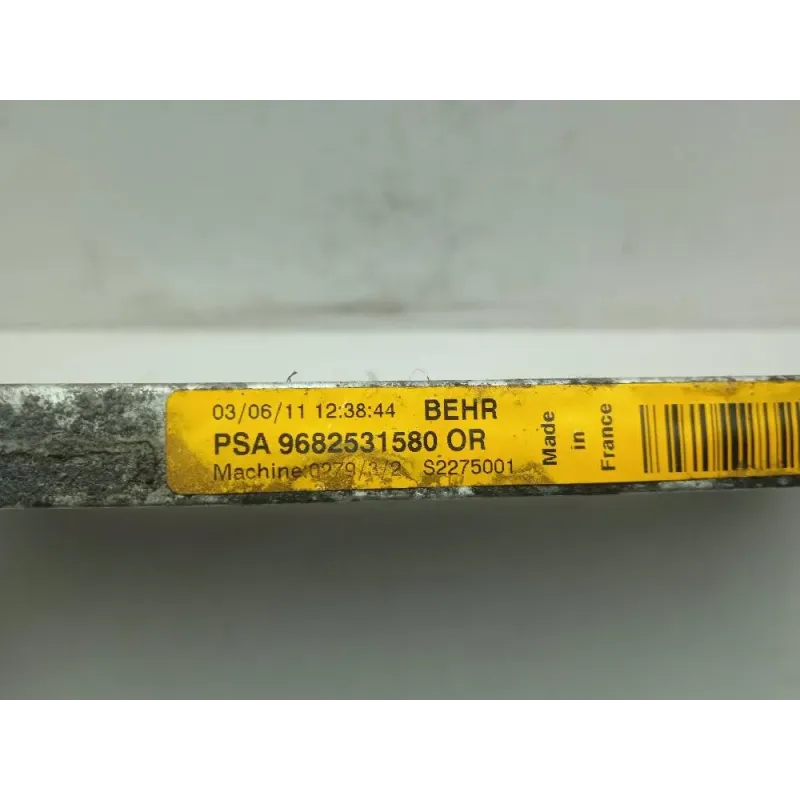 03/06/11 12:38:44 BEHR
PSA 9682531580 OR
Machine 0279/3/2 S2275001
Made
in
France